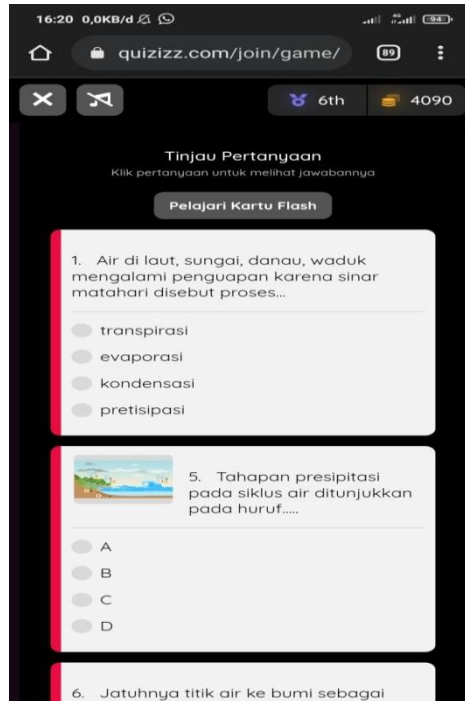 16:20 0,0KB/d
4G 94
quizizz.com/join/game/ 89
6th 4090
Tinjau Pertanyaan
Klik pertanyaan untuk melihat jawabannya
Pelajari Kartu Flash
1. Air di laut, sungai, danau, waduk
mengalami penguapan karena sinar
matahari disebut proses...
transpirasi
evaporasi
kondensasi
pretisipasi
5. Tahapan presipitasi
pada siklus air ditunjukkan
pada huruf.....
A
B
C
D
6. Jatuhnya titik air ke bumi sebagai